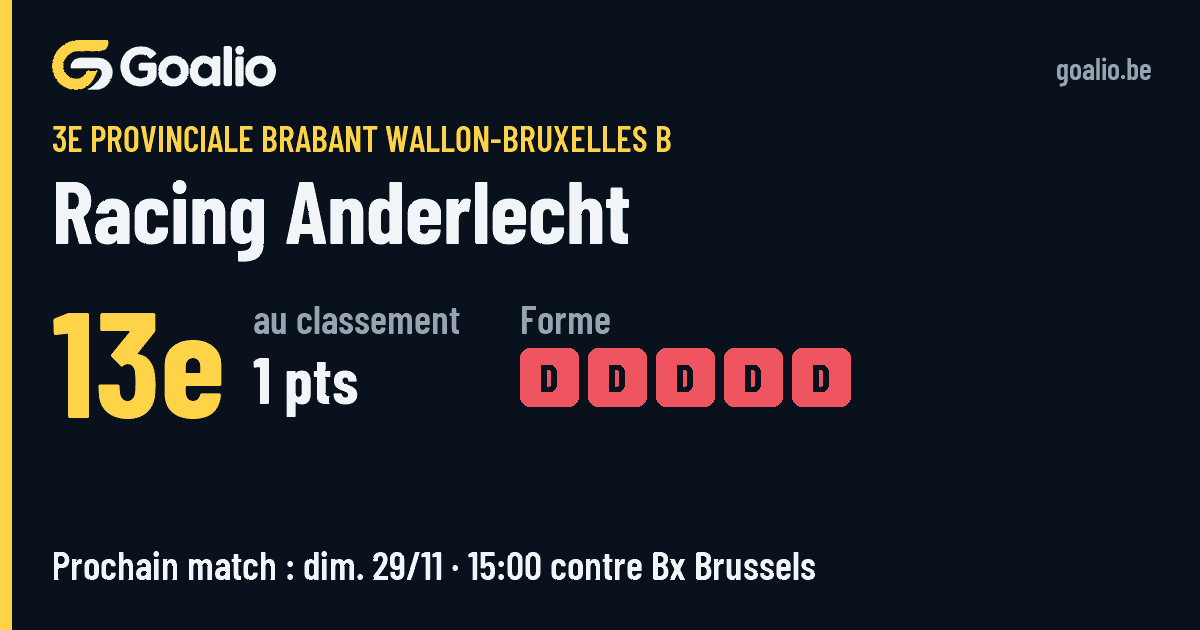 Goalio
goalio.be
3E PROVINCIALE BRABANT WALLON-BRUXELLES B
Racing Anderlecht
13e
au classement
1 pts
Forme
D D D D D
Prochain match : dim. 29/11 · 15:00 contre Bx Brussels